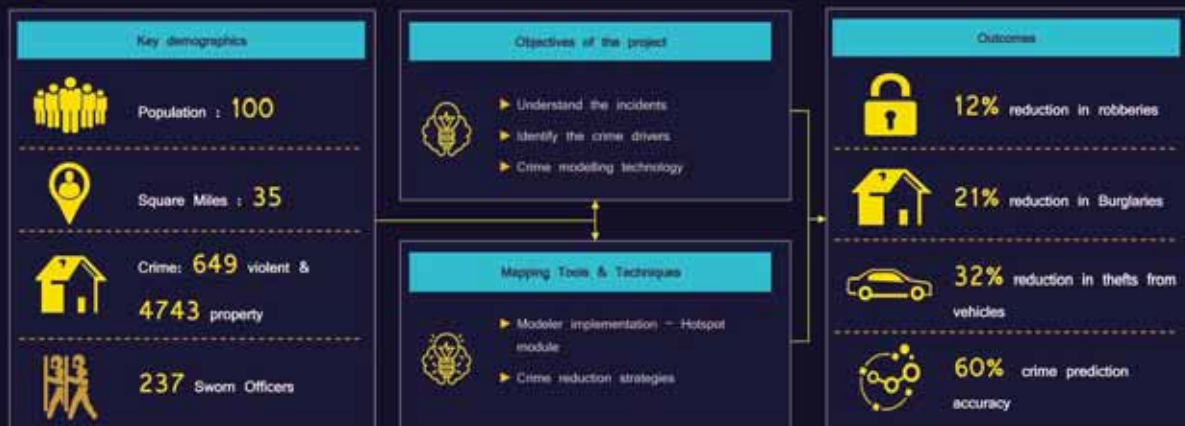 Key demographics
Population : 100
Square Miles : 35
Crime: 649 violent &
4743 property
237 Sworn Officers
Objectives of the project
► Understand the incidents
► Identify the crime drivers
► Crime modelling technology
Mapping Tools & Techniques
► Modeler implementation – Hotspot
module
► Crime reduction strategies
Outcomes
12% reduction in robberies
21% reduction in Burglaries
32% reduction in thefts from
vehicles
60% crime prediction
accuracy